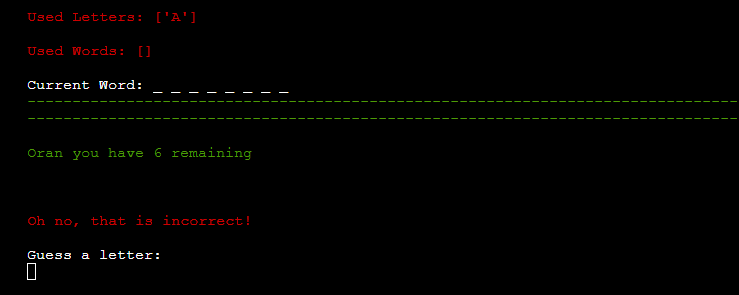 Used Letters: ['A']
Used Words: []
Current Word: _ _ _ _ _ _ _ _
-------------------------------------------------------------------------------
-------------------------------------------------------------------------------
Oran you have 6 remaining
Oh no, that is incorrect!
Guess a letter: